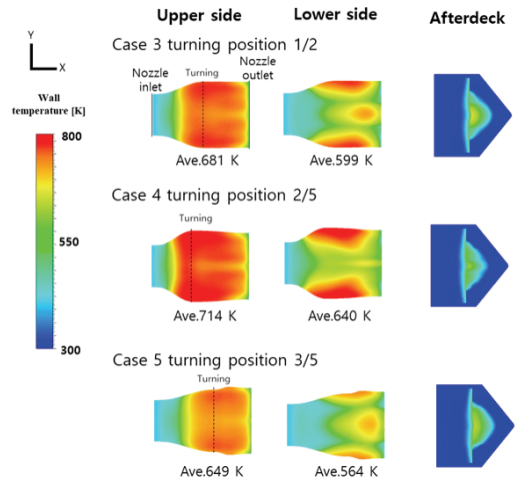 Upper side
Lower side
Afterdeck
Y
X
Case 3 turning position 1/2
Nozzle
inlet
Turning
Nozzle
outlet
Wall
temperature [K]
800
550
300
Ave.681 K
Ave.599 K
Case 4 turning position 2/5
Turning
Ave.714 K
Ave.640 K
Case 5 turning position 3/5
Turning
Ave.649 K
Ave.564 K